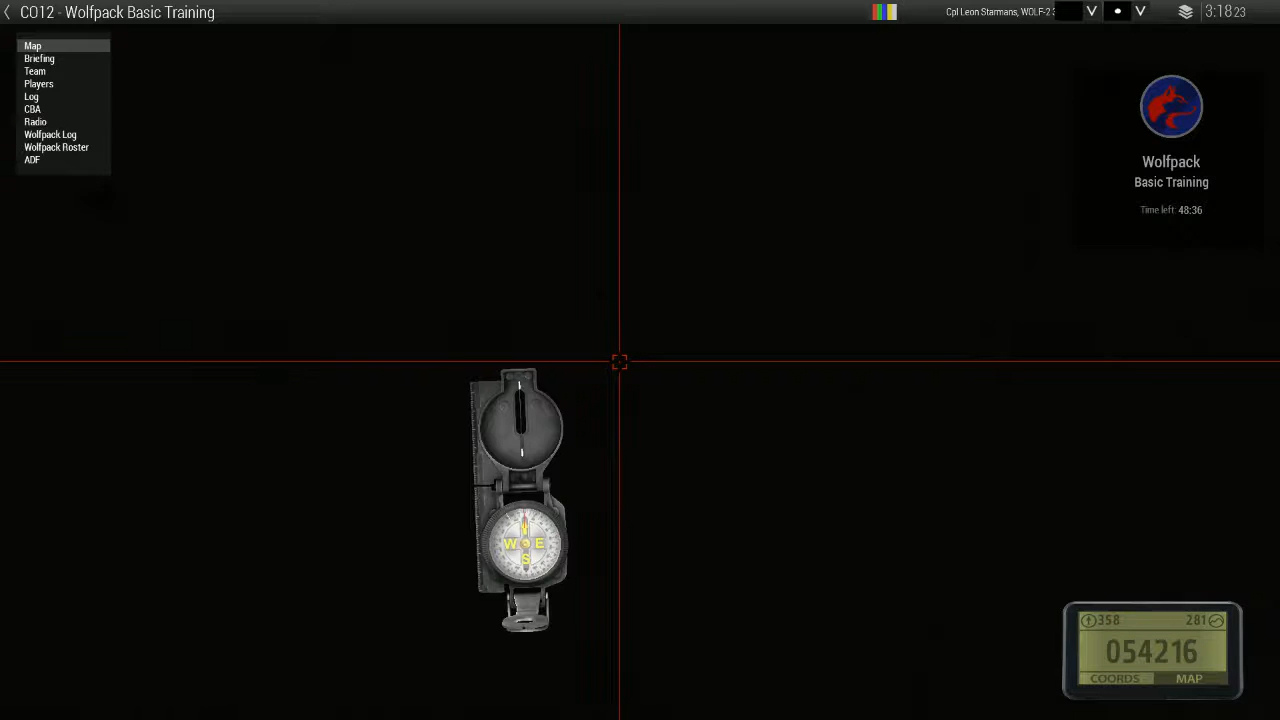 CO12 - Wolfpack Basic Training
Cpl Leon Starmans, WOLF-2 3
3:18 23
Map
Briefing
Team
Players
Log
CBA
Radio
Wolfpack Log
Wolfpack Roster
ADF
Wolfpack
Basic Training
Time left: 48:36
W E
S
358 281
054216
COORDS MAP